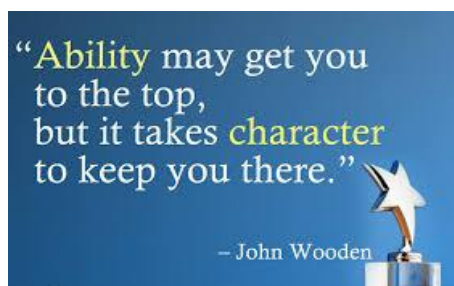 “Ability may get you
to the top,
but it takes character
to keep you there.”
– John Wooden